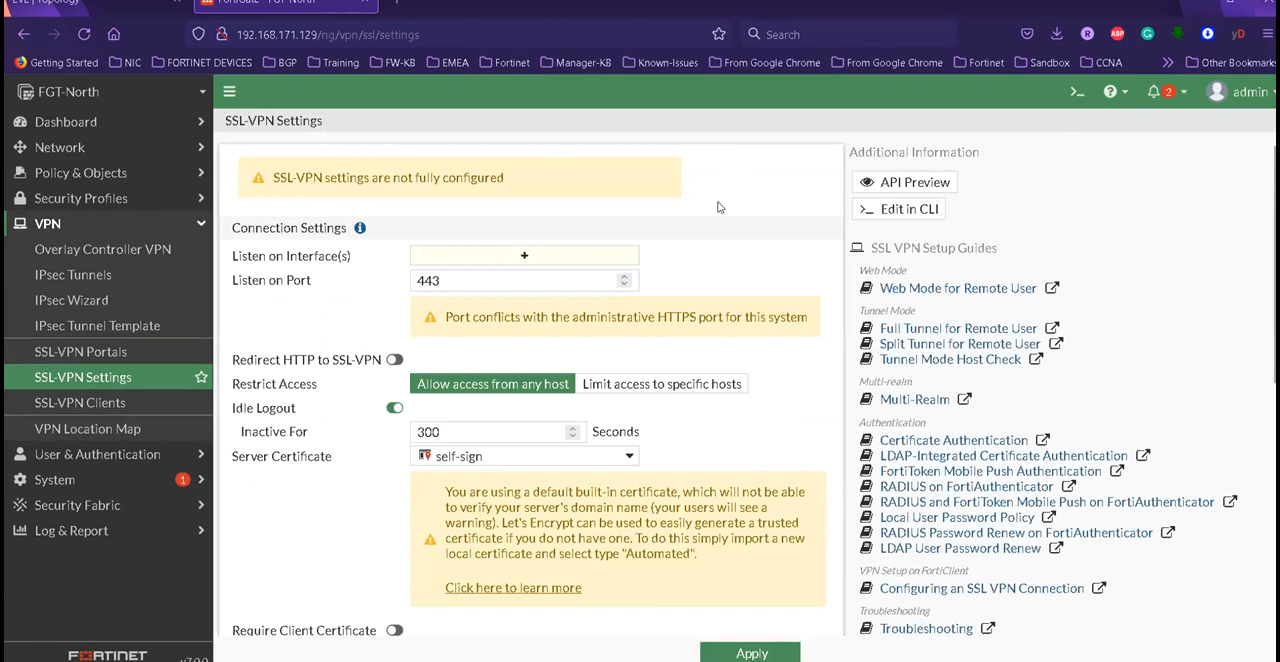 EVE | Topology
FortiGate - FGT-North
192.168.171.129/ng/vpn/ssl/settings
Search
Getting Started NIC FORTINET DEVICES BGP Training FW-KB EMEA Fortinet Manager-KB Known-Issues From Google Chrome From Google Chrome Fortinet Sandbox CCNA Other Bookmarks
FGT-North
2 admin
Dashboard
Network
Policy & Objects
Security Profiles
VPN
Overlay Controller VPN
IPsec Tunnels
IPsec Wizard
IPsec Tunnel Template
SSL-VPN Portals
SSL-VPN Settings
SSL-VPN Clients
VPN Location Map
User & Authentication
System 1
Security Fabric
Log & Report
FORTINET v7.0.0
SSL-VPN Settings
SSL-VPN settings are not fully configured
Connection Settings
Listen on Interface(s) +
Listen on Port 443
Port conflicts with the administrative HTTPS port for this system
Redirect HTTP to SSL-VPN
Restrict Access Allow access from any host Limit access to specific hosts
Idle Logout
Inactive For 300 Seconds
Server Certificate self-sign
You are using a default built-in certificate, which will not be able
to verify your server's domain name (your users will see a
warning). Let's Encrypt can be used to easily generate a trusted
certificate if you do not have one. To do this simply import a new
local certificate and select type "Automated".
Click here to learn more
Require Client Certificate
Apply
Additional Information
API Preview
>_ Edit in CLI
SSL VPN Setup Guides
Web Mode
Web Mode for Remote User
Tunnel Mode
Full Tunnel for Remote User
Split Tunnel for Remote User
Tunnel Mode Host Check
Multi-realm
Multi-Realm
Authentication
Certificate Authentication
LDAP-Integrated Certificate Authentication
FortiToken Mobile Push Authentication
RADIUS on FortiAuthenticator
RADIUS and FortiToken Mobile Push on FortiAuthenticator
Local User Password Policy
RADIUS Password Renew on FortiAuthenticator
LDAP User Password Renew
VPN Setup on FortiClient
Configuring an SSL VPN Connection
Troubleshooting
Troubleshooting